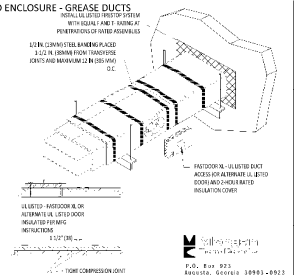 D ENCLOSURE - GREASE DUCTS
INSTALL UL LISTED FIRESTOP SYSTEM
WITH EQUAL F AND T- RATING AT
PENETRATIONS OF RATED ASSEMBLIES
1/2 IN. (13MM) STEEL BANDING PLACED
1 1/2 IN. (38MM) FROM TRANSVERSE
JOINTS AND MAXIMUM 12 IN (305 MM)
O.C.
FASTDOOR XL - UL LISTED DUCT
ACCESS (OR ALTERNATE UL LISTED
DOOR) AND 2-HOUR RATED
INSULATION COVER
UL LISTED - FASTDOOR XL OR
ALTERNATE UL LISTED DOOR
INSULATED PER MFG
INSTRUCTIONS
1 1/2" (38)
TIGHT COMPRESSION JOINT
P.O. Box 923
Augusta, Georgia 30903-0923